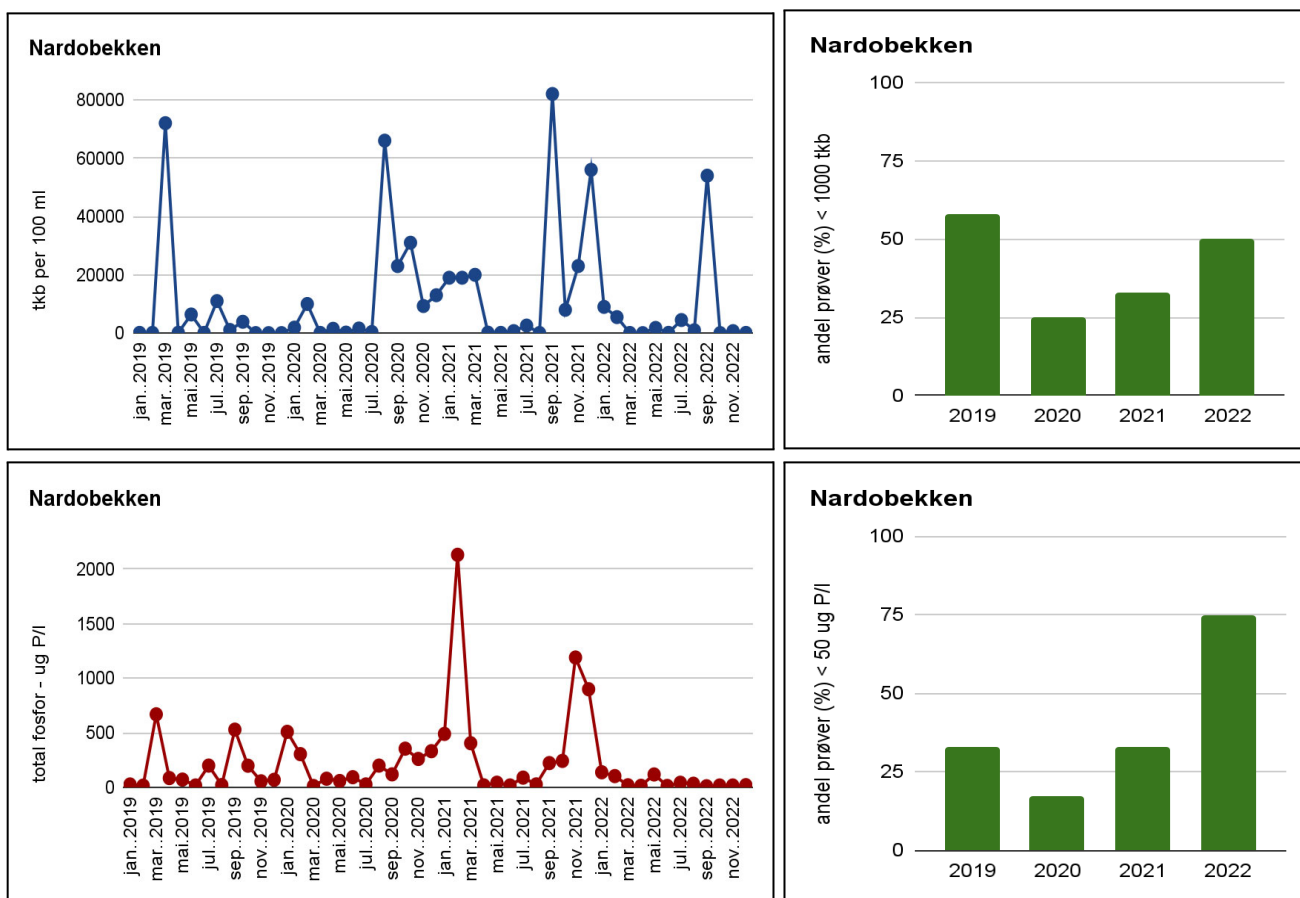 Nardobekken
tkb per 100 ml
80000
60000
40000
20000
0
jan..2019
mar..2019
mai.2019
jul..2019
sep..2019
nov..2019
jan..2020
mar..2020
mai.2020
jul..2020
sep..2020
nov..2020
jan..2021
mar..2021
mai.2021
jul..2021
sep..2021
nov..2021
jan..2022
mar..2022
mai.2022
jul..2022
sep..2022
nov..2022
Nardobekken
andel prøver (%) < 1000 tkb
100
75
50
25
0
2019
2020
2021
2022
Nardobekken
total fosfor - ug P/l
2000
1500
1000
500
0
jan..2019
mar..2019
mai.2019
jul..2019
sep..2019
nov..2019
jan..2020
mar..2020
mai.2020
jul..2020
sep..2020
nov..2020
jan..2021
mar..2021
mai.2021
jul..2021
sep..2021
nov..2021
jan..2022
mar..2022
mai.2022
jul..2022
sep..2022
nov..2022
Nardobekken
andel prøver (%) < 50 ug P/l
100
75
50
25
0
2019
2020
2021
2022